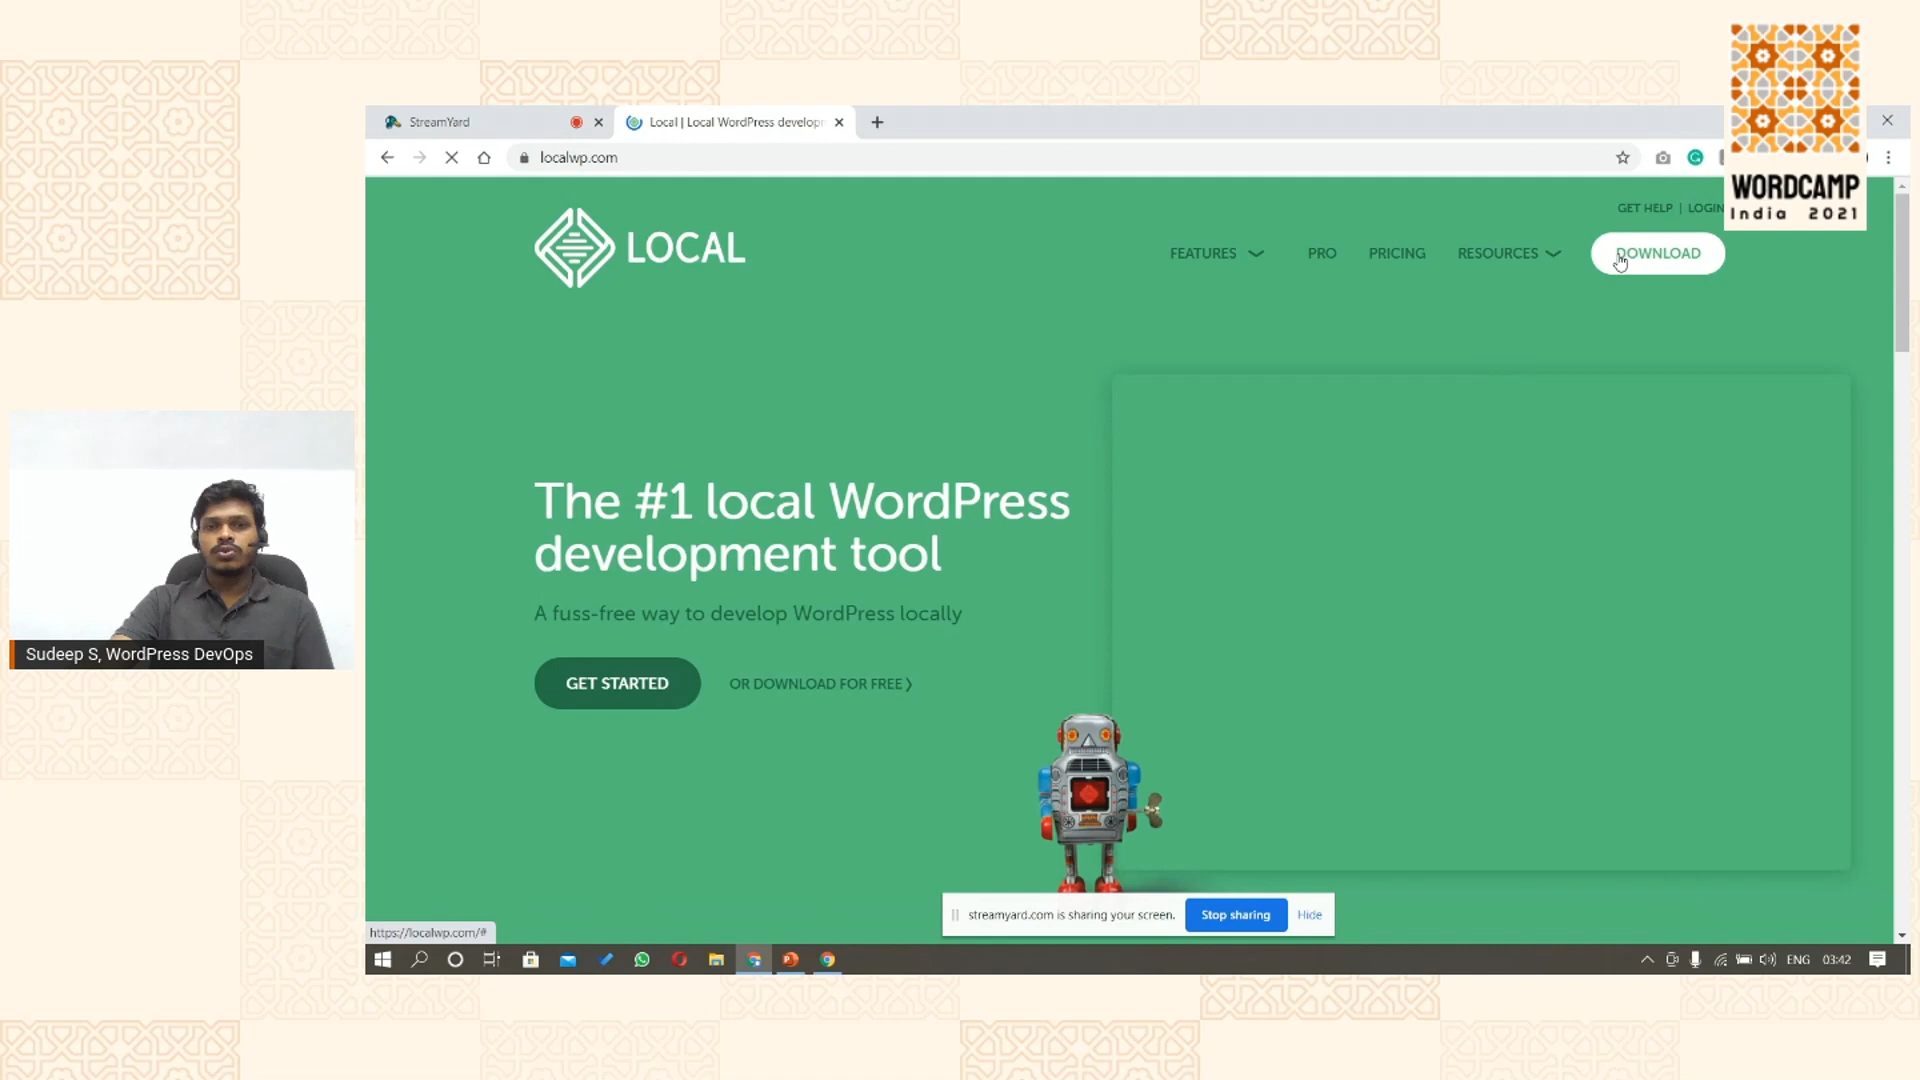 StreamYard
Local | Local WordPress developr
localwp.com
WORDCAMP
India 2021
GET HELP | LOGIN
LOCAL
FEATURES
PRO
PRICING
RESOURCES
DOWNLOAD
The #1 local WordPress
development tool
A fuss-free way to develop WordPress locally
GET STARTED
OR DOWNLOAD FOR FREE
Sudeep S, WordPress DevOps
streamyard.com is sharing your screen.
Stop sharing
Hide
https://localwp.com/#
ENG
03:42